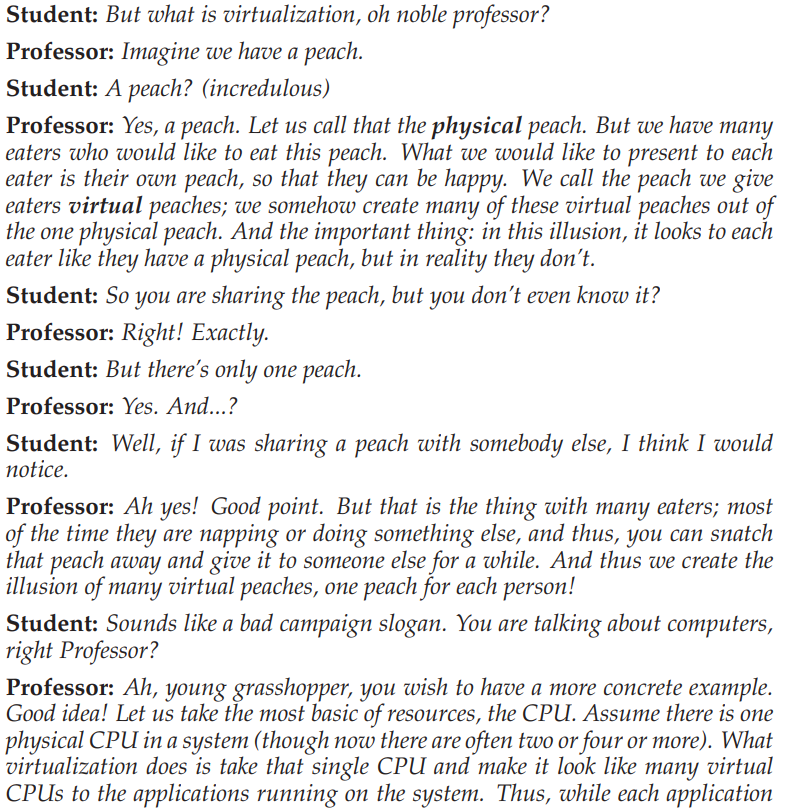 Student: But what is virtualization, oh noble professor?
Professor: Imagine we have a peach.
Student: A peach? (incredulous)
Professor: Yes, a peach. Let us call that the physical peach. But we have many
eaters who would like to eat this peach. What we would like to present to each
eater is their own peach, so that they can be happy. We call the peach we give
eaters virtual peaches; we somehow create many of these virtual peaches out of
the one physical peach. And the important thing: in this illusion, it looks to each
eater like they have a physical peach, but in reality they don't.
Student: So you are sharing the peach, but you don't even know it?
Professor: Right! Exactly.
Student: But there's only one peach.
Professor: Yes. And...?
Student: Well, if I was sharing a peach with somebody else, I think I would
notice.
Professor: Ah yes! Good point. But that is the thing with many eaters; most
of the time they are napping or doing something else, and thus, you can snatch
that peach away and give it to someone else for a while. And thus we create the
illusion of many virtual peaches, one peach for each person!
Student: Sounds like a bad campaign slogan. You are talking about computers,
right Professor?
Professor: Ah, young grasshopper, you wish to have a more concrete example.
Good idea! Let us take the most basic of resources, the CPU. Assume there is one
physical CPU in a system (though now there are often two or four or more). What
virtualization does is take that single CPU and make it look like many virtual
CPUs to the applications running on the system. Thus, while each application